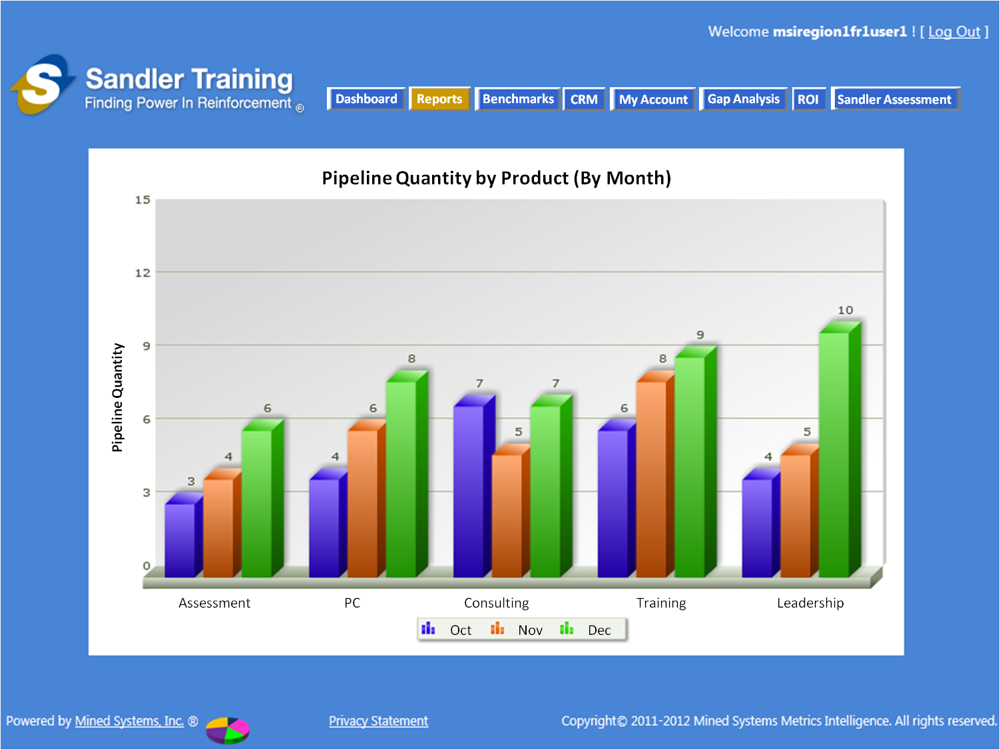 Welcome msiregion1fr1user1 ! [ Log Out ]
S
Sandler Training
Finding Power In Reinforcement ®
Dashboard Reports Benchmarks CRM My Account Gap Analysis ROI Sandler Assessment
Pipeline Quantity by Product (By Month)
Pipeline Quantity
15
12
9
6
3
0
3 4 6
4 6 8
7 5 7
6 8 9
4 5 10
Assessment PC Consulting Training Leadership
Oct Nov Dec
Powered by Mined Systems, Inc. ® Privacy Statement Copyright© 2011-2012 Mined Systems Metrics Intelligence. All rights reserved.